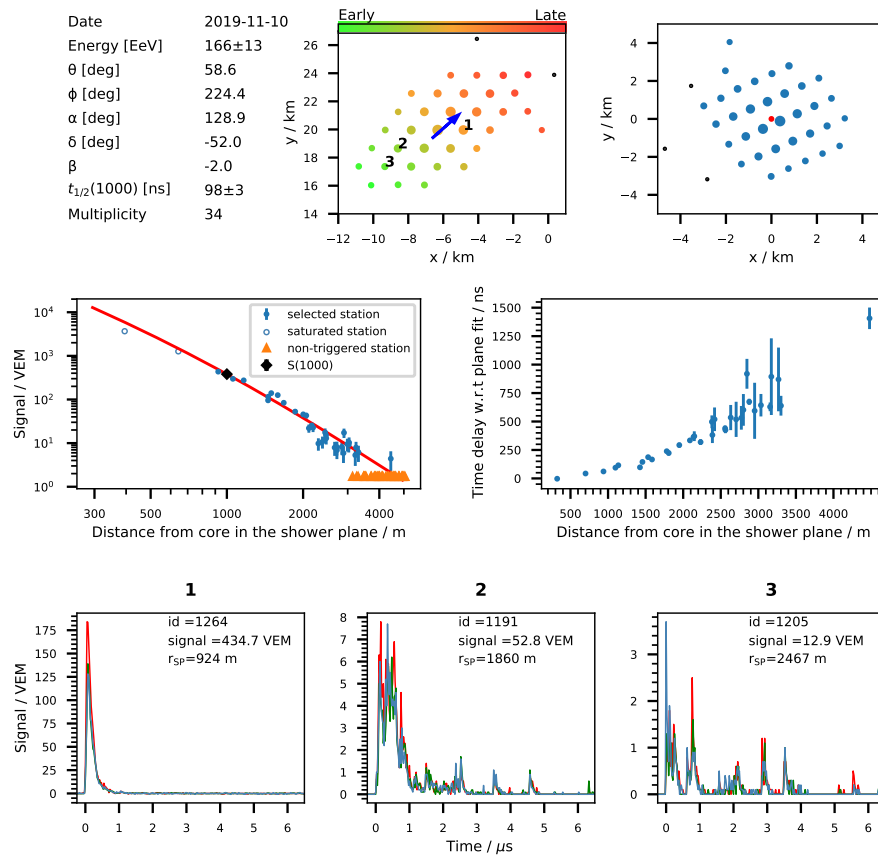 Date 2019-11-10
Energy [EeV] 166±13
θ [deg] 58.6
ϕ [deg] 224.4
α [deg] 128.9
δ [deg] -52.0
β -2.0
t1/2(1000) [ns] 98±3
Multiplicity 34
Early Late
26
24
22
20
18
16
14
y / km
1
2
3
−12 −10 −8 −6 −4 −2 0
x / km
4
2
0
−2
−4
y / km
−4 −2 0 2 4
x / km
10⁴
10³
10²
10¹
10⁰
Signal / VEM
selected station
saturated station
non-triggered station
S(1000)
300 500 1000 2000 4000
Distance from core in the shower plane / m
1500
1250
1000
750
500
250
0
Time delay w.r.t plane fit / ns
500 1000 1500 2000 2500 3000 3500 4000
Distance from core in the shower plane / m
1
id =1264
signal =434.7 VEM
rSP=924 m
175
150
125
100
75
50
25
0
Signal / VEM
0 1 2 3 4 5 6
2
id =1191
signal =52.8 VEM
rSP=1860 m
8
7
6
5
4
3
2
1
0
0 1 2 3 4 5 6
Time / μs
3
id =1205
signal =12.9 VEM
rSP=2467 m
3
2
1
0
0 1 2 3 4 5 6